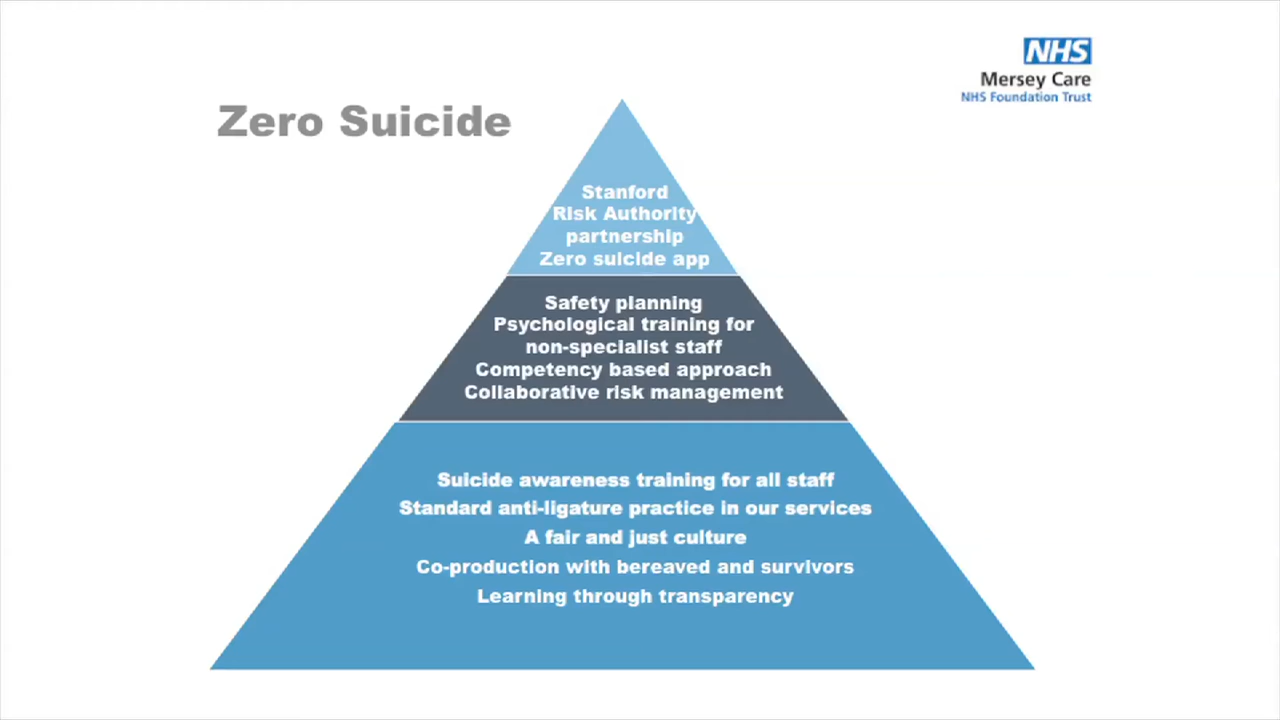 NHS
Mersey Care
NHS Foundation Trust
Zero Suicide
Stanford
Risk Authority
partnership
Zero suicide app
Safety planning
Psychological training for
non-specialist staff
Competency based approach
Collaborative risk management
Suicide awareness training for all staff
Standard anti-ligature practice in our services
A fair and just culture
Co-production with bereaved and survivors
Learning through transparency